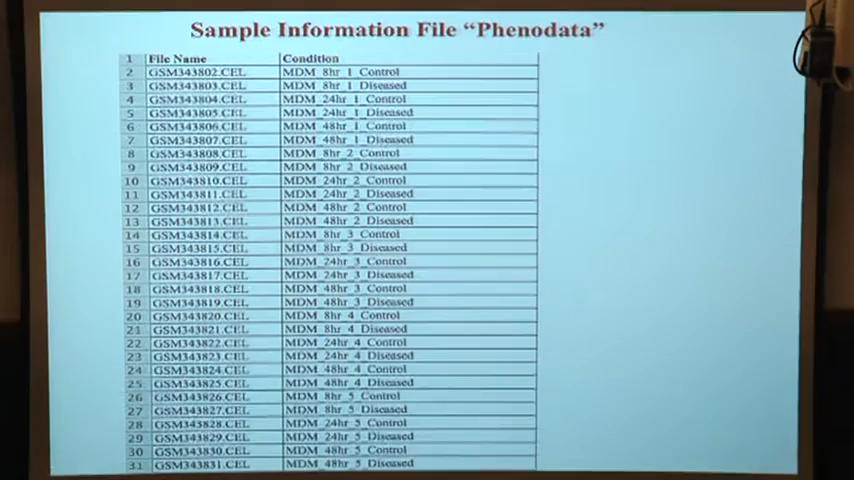 Sample Information File “Phenodata”
1 File Name Condition
2 GSM343802.CEL MDM_8hr_1_Control
3 GSM343803.CEL MDM_8hr_1_Diseased
4 GSM343804.CEL MDM_24hr_1_Control
5 GSM343805.CEL MDM_24hr_1_Diseased
6 GSM343806.CEL MDM_48hr_1_Control
7 GSM343807.CEL MDM_48hr_1_Diseased
8 GSM343808.CEL MDM_8hr_2_Control
9 GSM343809.CEL MDM_8hr_2_Diseased
10 GSM343810.CEL MDM_24hr_2_Control
11 GSM343811.CEL MDM_24hr_2_Diseased
12 GSM343812.CEL MDM_48hr_2_Control
13 GSM343813.CEL MDM_48hr_2_Diseased
14 GSM343814.CEL MDM_8hr_3_Control
15 GSM343815.CEL MDM_8hr_3_Diseased
16 GSM343816.CEL MDM_24hr_3_Control
17 GSM343817.CEL MDM_24hr_3_Diseased
18 GSM343818.CEL MDM_48hr_3_Control
19 GSM343819.CEL MDM_48hr_3_Diseased
20 GSM343820.CEL MDM_8hr_4_Control
21 GSM343821.CEL MDM_8hr_4_Diseased
22 GSM343822.CEL MDM_24hr_4_Control
23 GSM343823.CEL MDM_24hr_4_Diseased
24 GSM343824.CEL MDM_48hr_4_Control
25 GSM343825.CEL MDM_48hr_4_Diseased
26 GSM343826.CEL MDM_8hr_5_Control
27 GSM343827.CEL MDM_8hr_5_Diseased
28 GSM343828.CEL MDM_24hr_5_Control
29 GSM343829.CEL MDM_24hr_5_Diseased
30 GSM343830.CEL MDM_48hr_5_Control
31 GSM343831.CEL MDM_48hr_5_Diseased